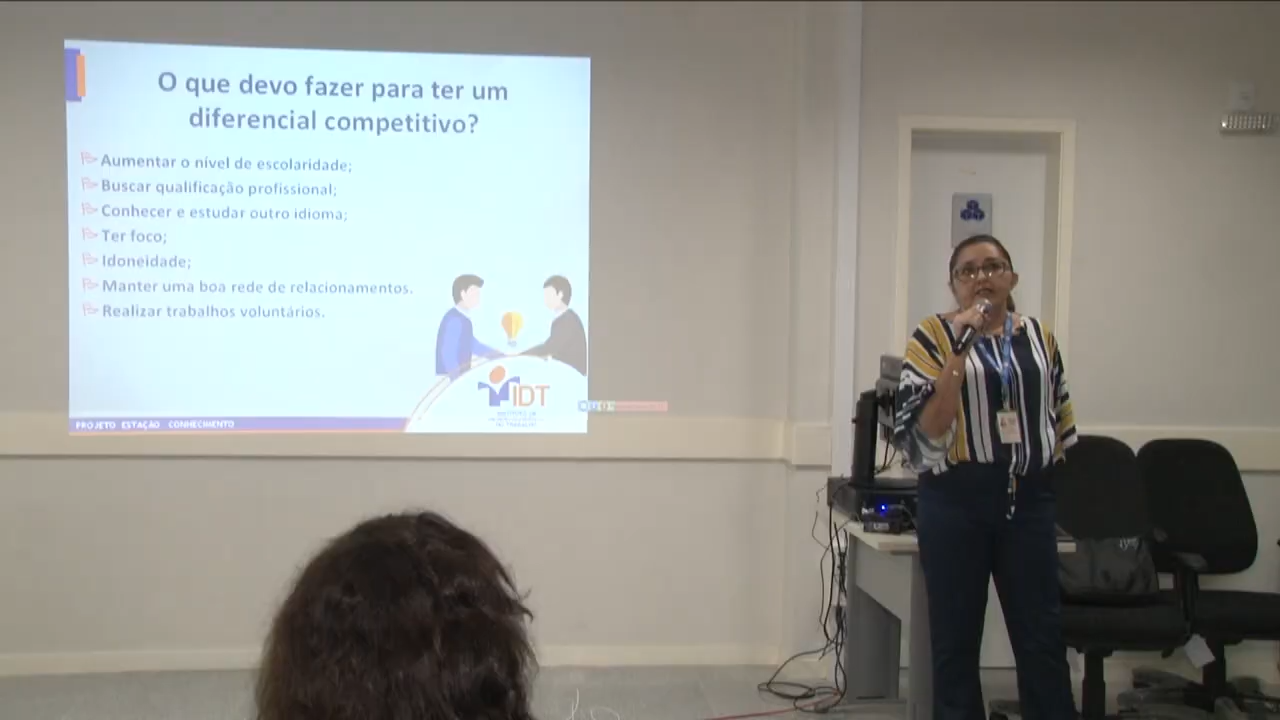 O que devo fazer para ter um
diferencial competitivo?
Aumentar o nível de escolaridade;
Buscar qualificação profissional;
Conhecer e estudar outro idioma;
Ter foco;
Idoneidade;
Manter uma boa rede de relacionamentos.
Realizar trabalhos voluntários.
IDT
PROJETO ESTAÇÃO CONHECIMENTO